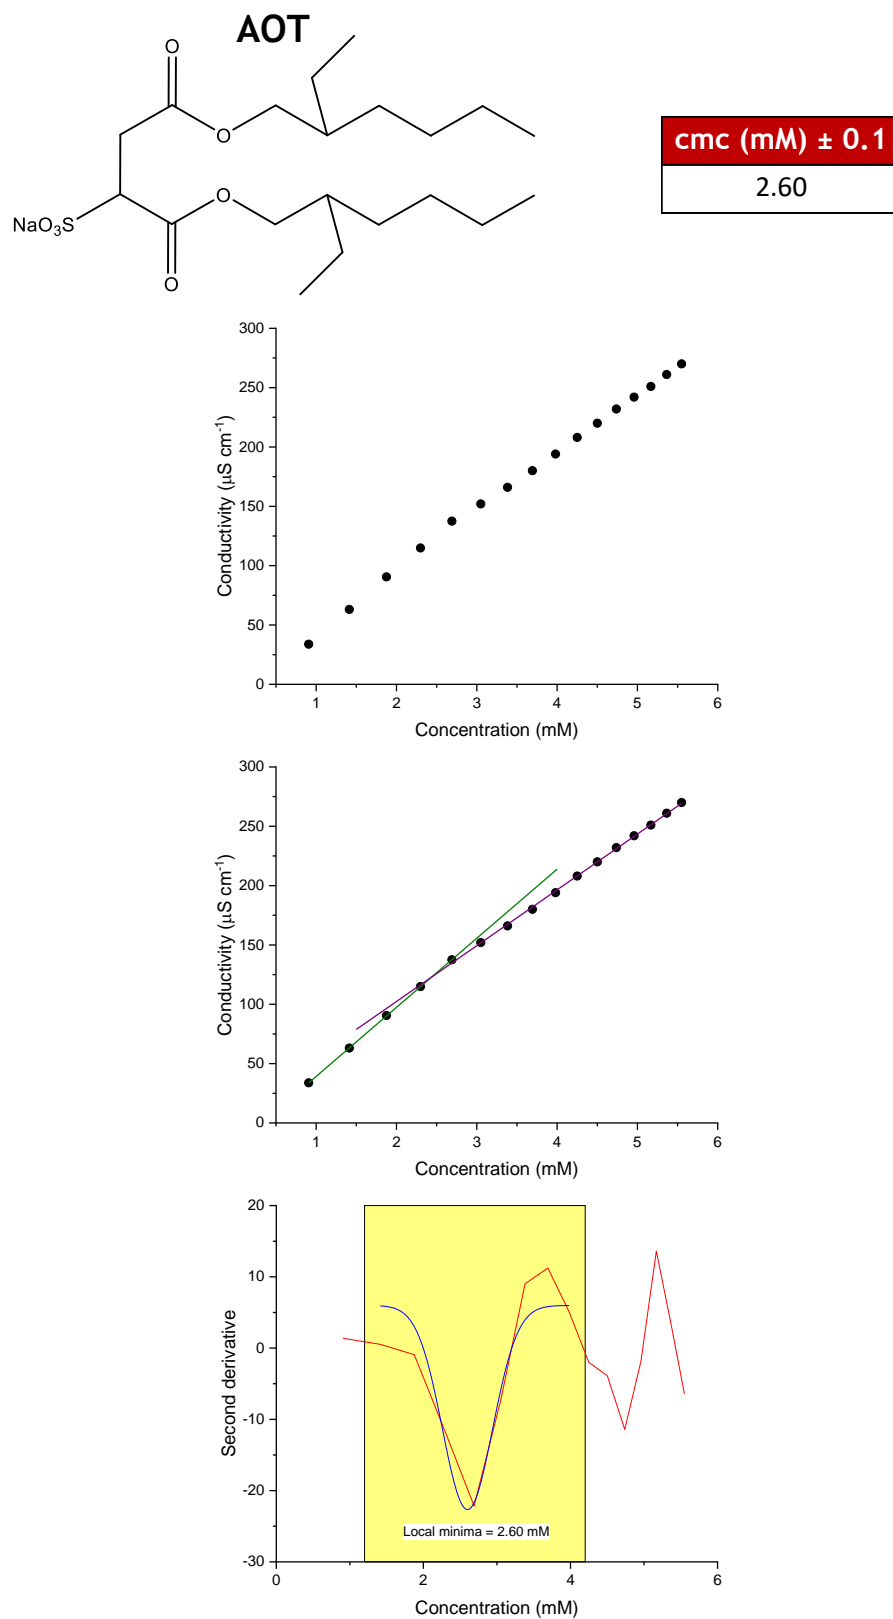 AOT
O
O
O
O
NaO₃S
cmc (mM) ± 0.1
2.60
300
250
200
150
100
50
0
Conductivity (μS cm⁻¹)
1 2 3 4 5 6
Concentration (mM)
300
250
200
150
100
50
0
Conductivity (μS cm⁻¹)
1 2 3 4 5 6
Concentration (mM)
20
10
0
-10
-20
-30
Second derivative
Local minima = 2.60 mM
0 2 4 6
Concentration (mM)